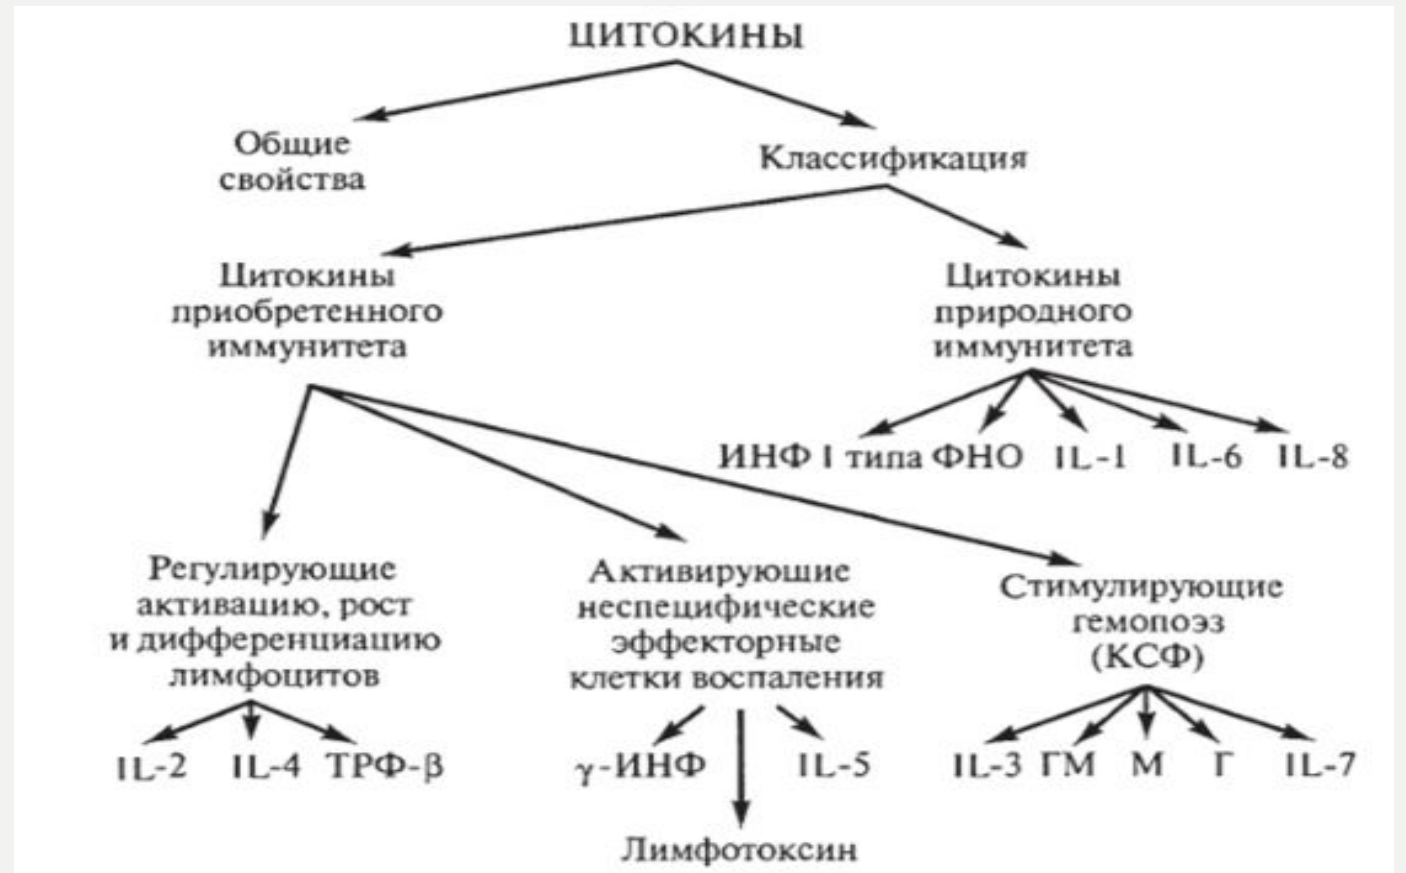 ЦИТОКИНЫ
Общие
свойства
Классификация
Цитокины
приобретенного
иммунитета
Цитокины
природного
иммунитета
ИНФ I типа ФНО IL-1 IL-6 IL-8
Регулирующие
активацию, рост
и дифференциацию
лимфоцитов
Активирующие
неспецифические
эффекторные
клетки воспаления
Стимулирующие
гемопоэз
(КСФ)
IL-2 IL-4 ТРФ-β
γ-ИНФ IL-5
IL-3 ГМ М Г IL-7
Лимфотоксин